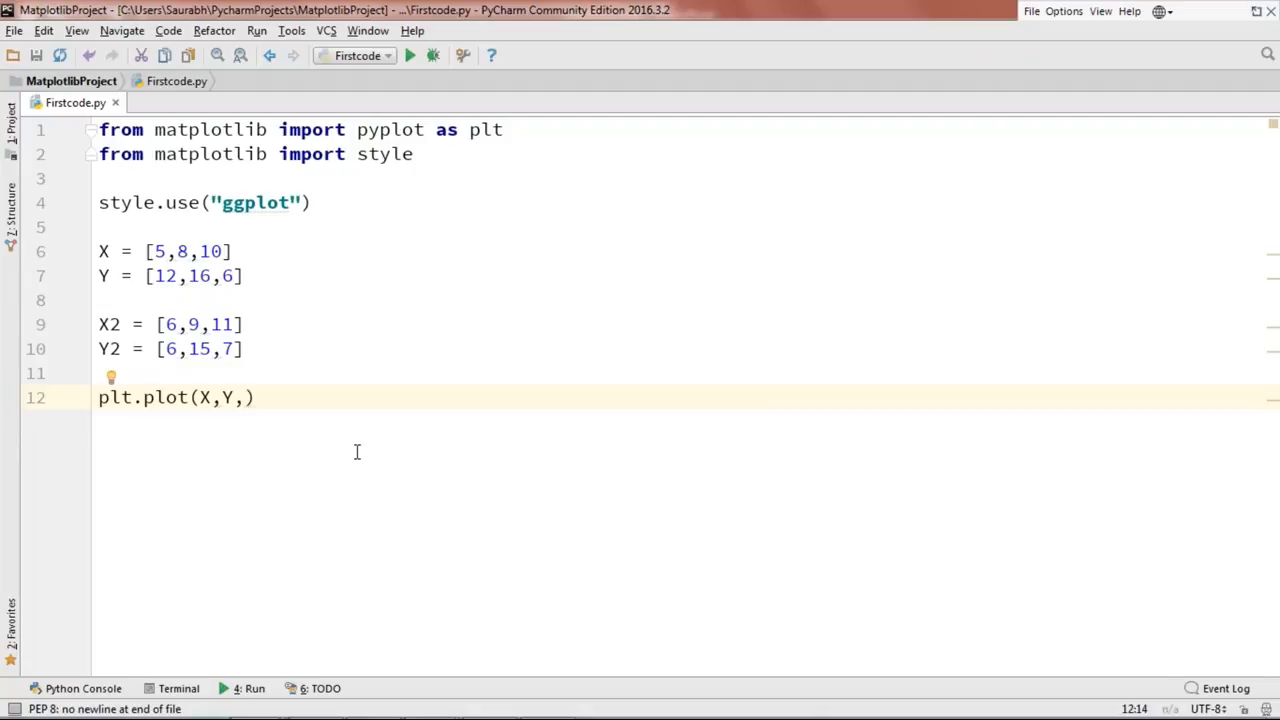 MatplotlibProject - [C:\Users\Saurabh\PycharmProjects\MatplotlibProject] - ...\Firstcode.py - PyCharm Community Edition 2016.3.2
File Options View Help
File Edit View Navigate Code Refactor Run Tools VCS Window Help
Firstcode
MatplotlibProject Firstcode.py
Firstcode.py
1: Project
Z: Structure
2: Favorites
1 from matplotlib import pyplot as plt
2 from matplotlib import style
3
4 style.use("ggplot")
5
6 X = [5,8,10]
7 Y = [12,16,6]
8
9 X2 = [6,9,11]
10 Y2 = [6,15,7]
11
12 plt.plot(X,Y,)
Python Console Terminal 4: Run 6: TODO Event Log
PEP 8: no newline at end of file 12:14 n/a UTF-8